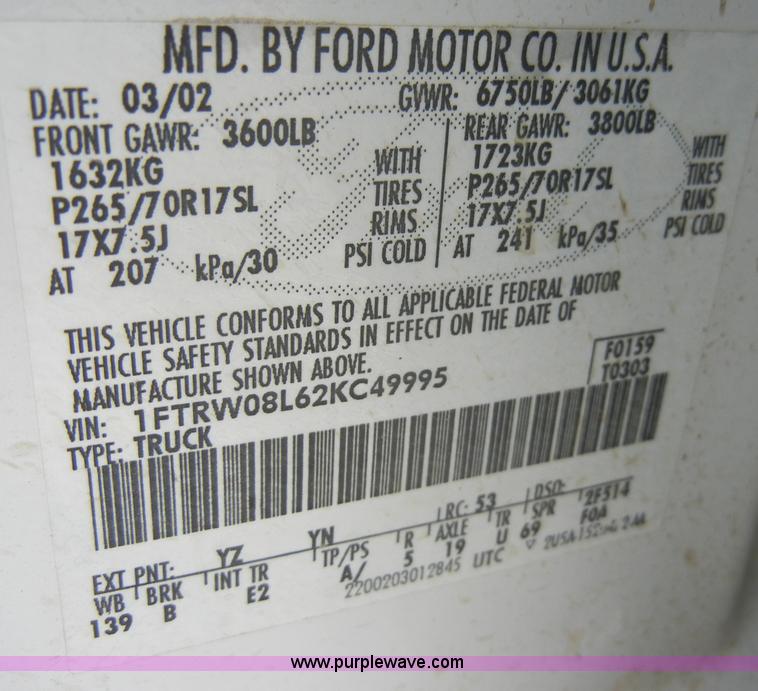 MFD. BY FORD MOTOR CO. IN U.S.A.
DATE: 03/02 GVWR: 6750LB/3061KG
FRONT GAWR: 3600LB REAR GAWR: 3800LB
1632KG WITH 1723KG WITH
P265/70R17SL TIRES P265/70R17SL TIRES
17X7.5J RIMS 17X7.5J RIMS
AT 207 kPa/30 PSI COLD AT 241 kPa/35 PSI COLD
THIS VEHICLE CONFORMS TO ALL APPLICABLE FEDERAL MOTOR
VEHICLE SAFETY STANDARDS IN EFFECT ON THE DATE OF
MANUFACTURE SHOWN ABOVE.
VIN: 1FTRW08L62KC49995 F0159
TYPE: TRUCK T0303
EXT PNT: YZ YN RC: 53 DSO: 2F514
WB BRK INT TR TP/PS R AXLE TR SPR F0A
139 B E2 A/ 5 19 U 69
2200203012845 UTC
www.purplewave.com